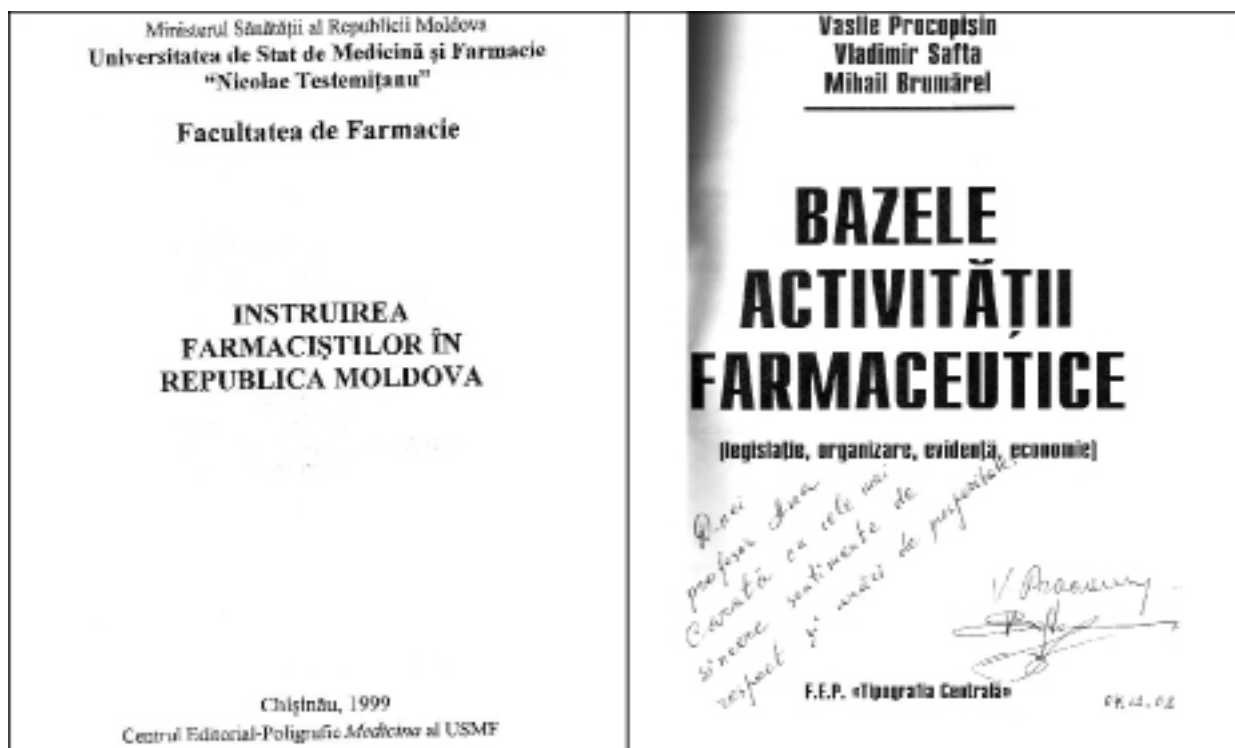 Ministerul Sănătății al Republicii Moldova
Universitatea de Stat de Medicină și Farmacie
“Nicolae Testemițanu”
Facultatea de Farmacie
INSTRUIREA
FARMACIȘTILOR ÎN
REPUBLICA MOLDOVA
Chișinău, 1999
Centrul Editorial-Poligrafic Medicina al USMF
Vasile Procopișin
Vladimir Safta
Mihail Brumărel
BAZELE
ACTIVITĂȚII
FARMACEUTICE
(legislație, organizare, evidență, economie)
D-nei
profesor Ana
Carată cu cele mai
sincere sentimente de
respect și urări de prosperitate.
F.E.P. «Tipografia Centrală»